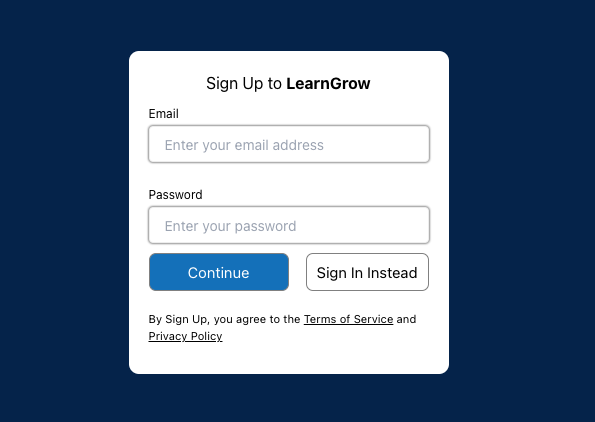 Sign Up to LearnGrow
Email
Enter your email address
Password
Enter your password
Continue
Sign In Instead
By Sign Up, you agree to the Terms of Service and
Privacy Policy